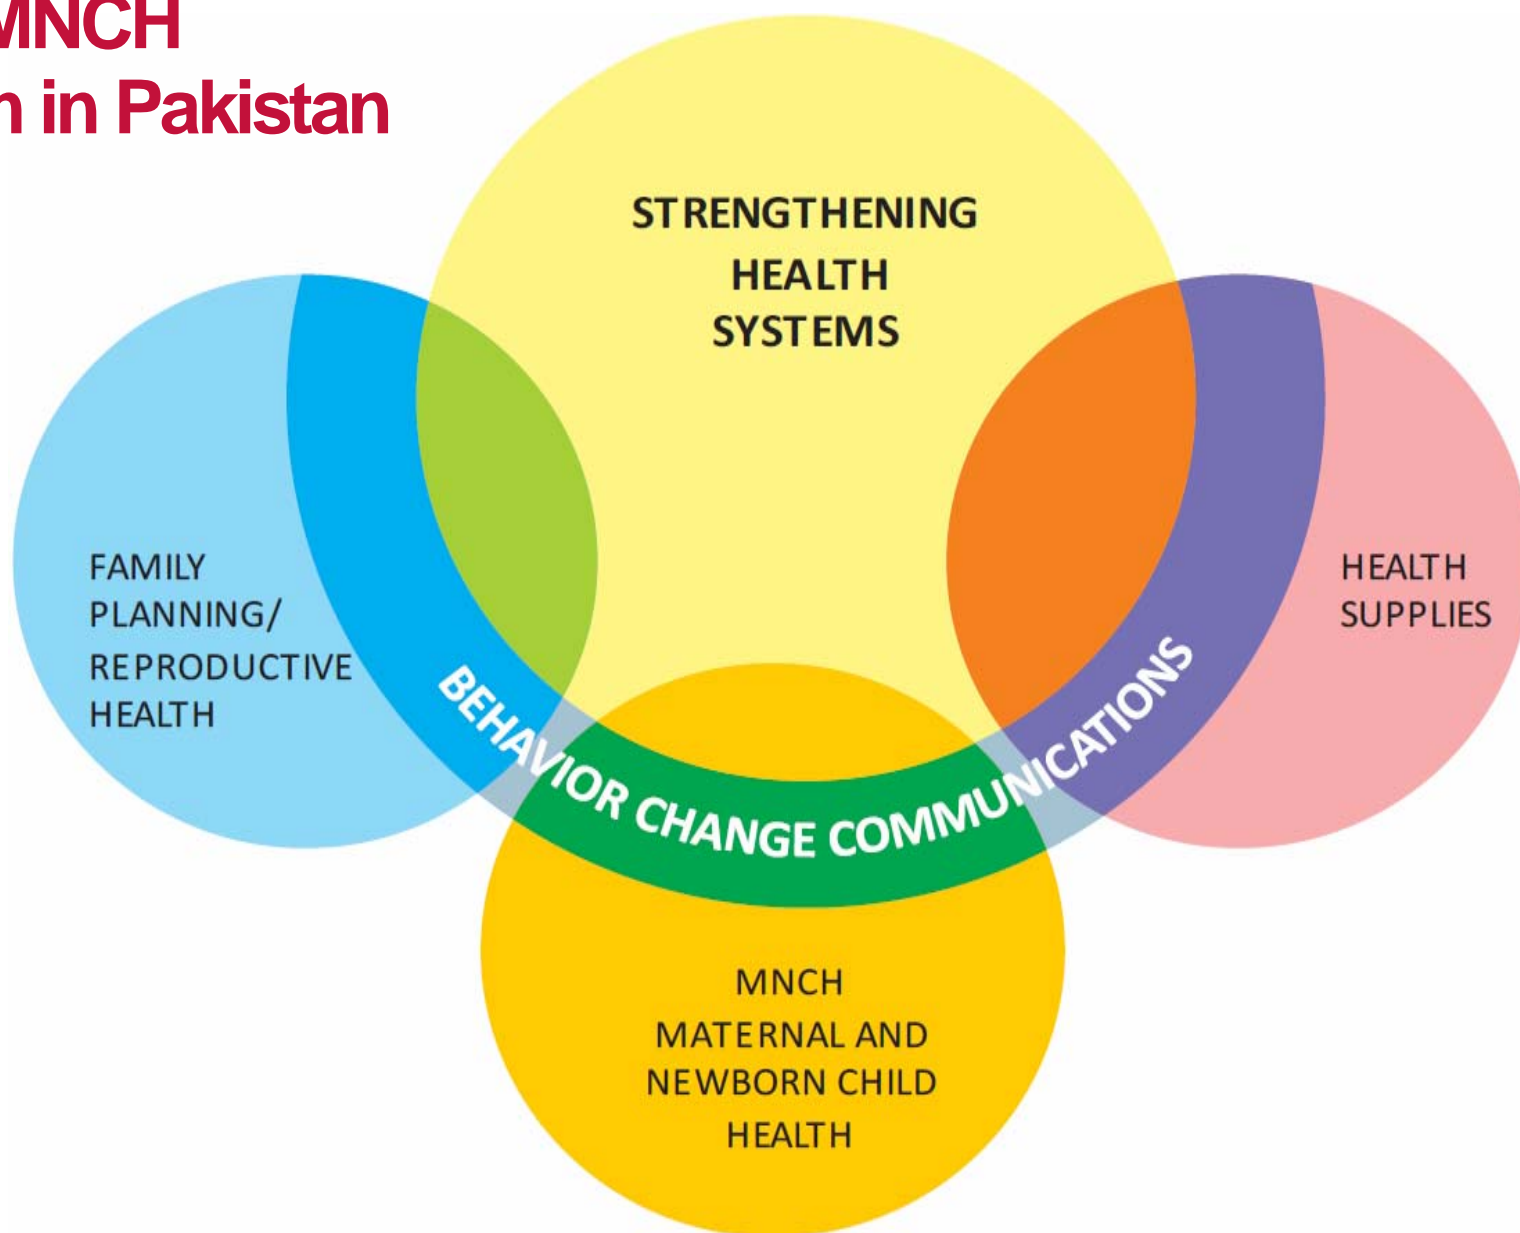 MNCH
in Pakistan
STRENGTHENING
HEALTH
SYSTEMS
FAMILY
PLANNING/
REPRODUCTIVE
HEALTH
HEALTH
SUPPLIES
BEHAVIOR CHANGE COMMUNICATIONS
MNCH
MATERNAL AND
NEWBORN CHILD
HEALTH